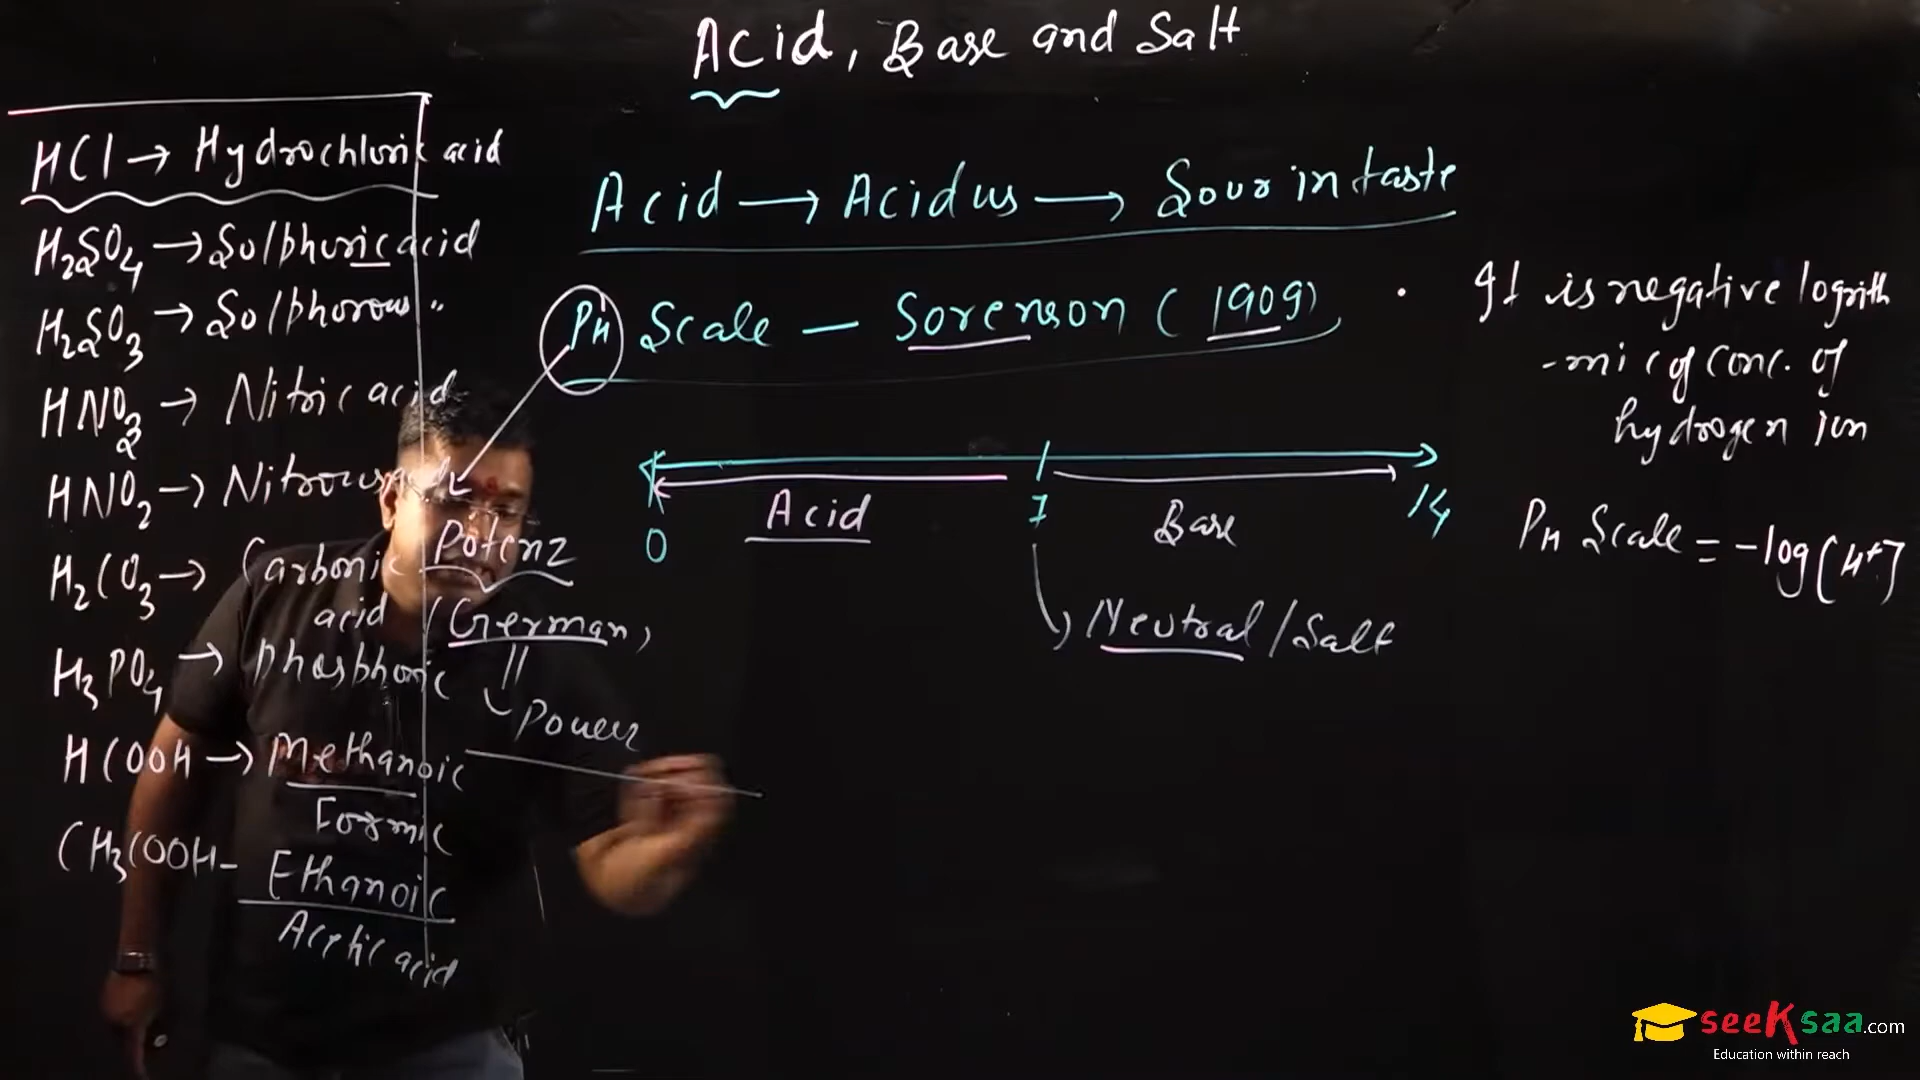 Acid, Base and Salt
HCl → Hydrochloric acid
H2SO4 → Sulphuric acid
H2SO3 → Sulphorous "
HNO3 → Nitric acid
HNO2 → Nitrous acid
H2CO3 → Carbonic
acid
H3PO4 → phosphoric
HCOOH → Methanoic
Formic
CH3COOH - Ethanoic
Acetic acid
Acid → Acidus → Sour in taste
PH Scale - Sorenson (1909)
Potenz
(German)
Power
Acid
Base
0
7
14
Neutral/Salt
It is negative logrith
-mic of conc. of
hydrogen ion
PH Scale = -log[H+]
seeKsaa.com
Education within reach